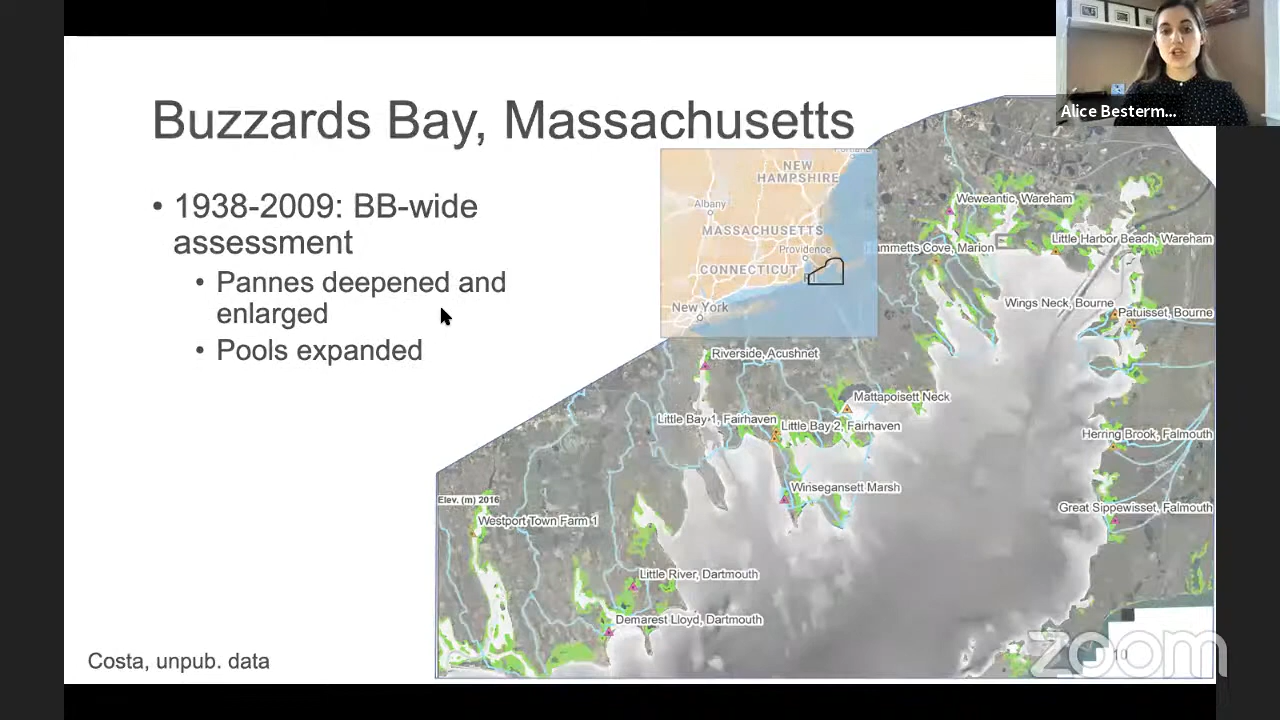 Alice Besterm...
Buzzards Bay, Massachusetts
• 1938-2009: BB-wide
assessment
• Pannes deepened and
enlarged
• Pools expanded
Costa, unpub. data
NEW
HAMPSHIRE
Albany
MASSACHUSETTS
Providence
CONNECTICUT
New York
Weweantic, Wareham
Little Harbor Beach, Wareham
Hammetts Cove, Marion
Wings Neck, Bourne
Patuisset, Bourne
Riverside, Acushnet
Mattapoisett Neck
Little Bay 1, Fairhaven
Little Bay 2, Fairhaven
Herring Brook, Falmouth
Winsegansett Marsh
Elev. (m) 2016
Great Sippewisset, Falmouth
Westport Town Farm 1
Little River, Dartmouth
Demarest Lloyd, Dartmouth
zoom